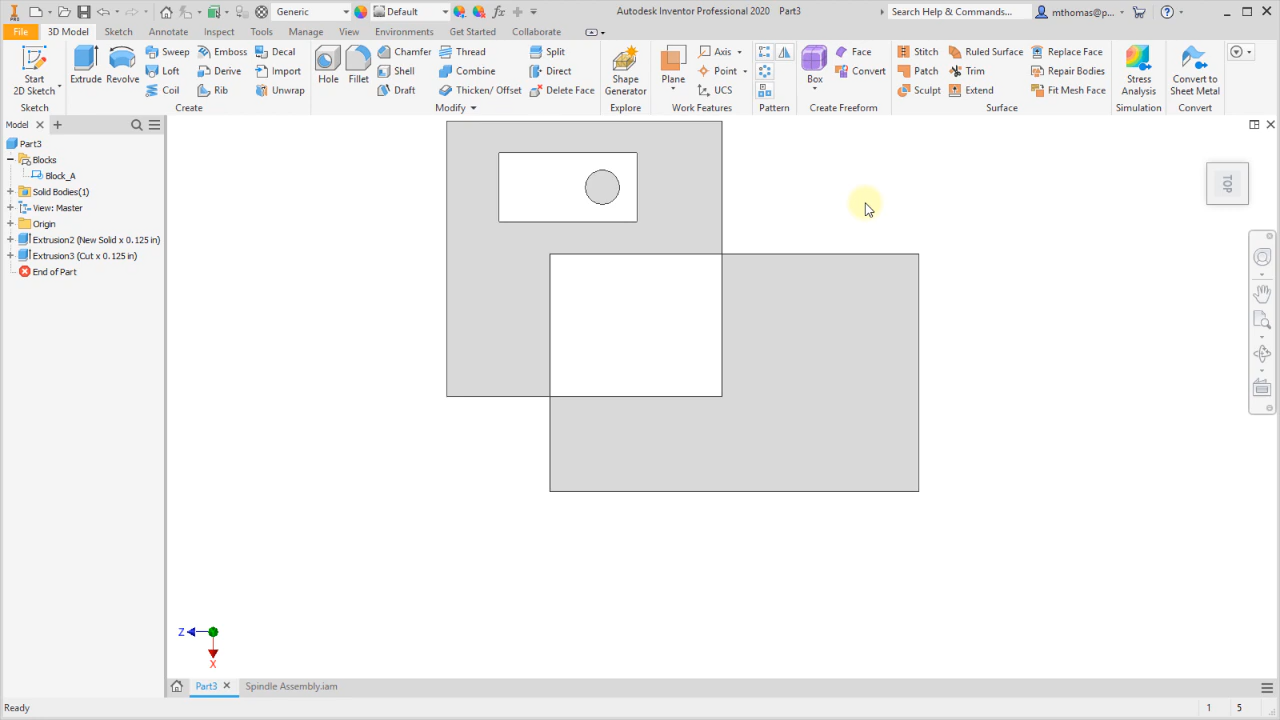 PRO
Generic
Default
Autodesk Inventor Professional 2020 Pa
Search Help & Commands...
mthomas@p...
File
3D Model
Sketch
Annotate
Inspect
Tools
Manage
View
Environments
Get Started
Collaborate
Start
2D Sketch
Extrude
Revolve
Sweep
Loft
Coil
Emboss
Derive
Rib
Decal
Import
Unwrap
Hole
Fillet
Chamfer
Shell
Draft
Thread
Combine
Thicken/ Offset
Split
Direct
Delete Face
Shape
Generator
Plane
Axis
Point
UCS
Box
Face
Convert
Stitch
Patch
Sculpt
Ruled Surface
Trim
Extend
Replace Face
Repair Bodies
Fit Mesh Face
Stress
Analysis
Convert to
Sheet Metal
Sketch
Create
Modify
Explore
Work Features
Pattern
Create Freeform
Surface
Simulation
Convert
Model
Part3
Blocks
Block_A
Solid Bodies(1)
View: Master
Origin
Extrusion2 (New Solid x 0.125 in)
Extrusion3 (Cut x 0.125 in)
End of Part
TOP
Z
X
Part3
Spindle Assembly.iam
Ready
1
5